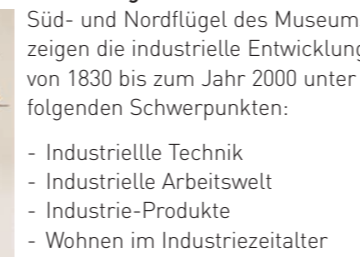 Süd- und Nordflügel des Museum
zeigen die industrielle Entwicklung
von 1830 bis zum Jahr 2000 unter
folgenden Schwerpunkten:
- Industriellle Technik
- Industrielle Arbeitswelt
- Industrie-Produkte
- Wohnen im Industriezeitalter